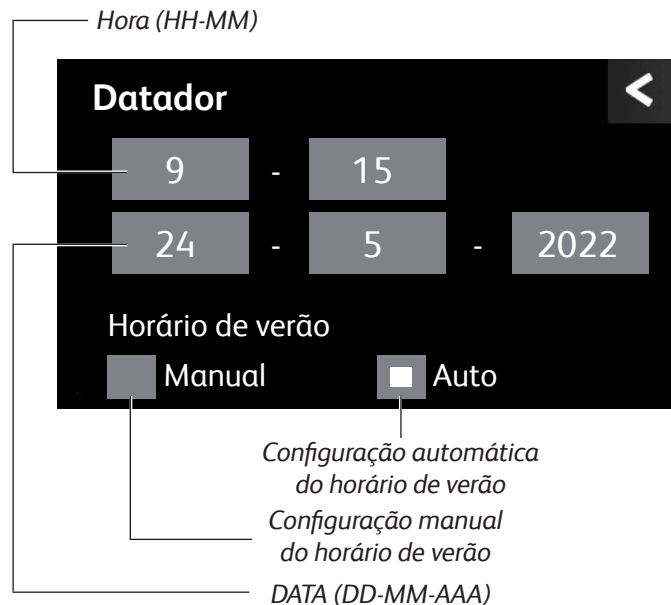 Hora (HH-MM)
Datador
9 - 15
24 - 5 - 2022
Horário de verão
Manual Auto
Configuração automática
do horário de verão
Configuração manual
do horário de verão
DATA (DD-MM-AAA)